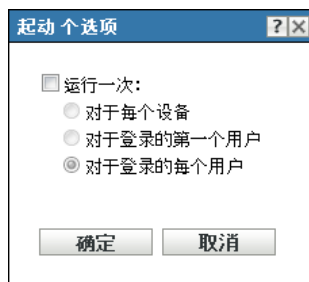 起动 个选项
运行一次:
对于每个设备
对于登录的第一个用户
对于登录的每个用户
确定 取消